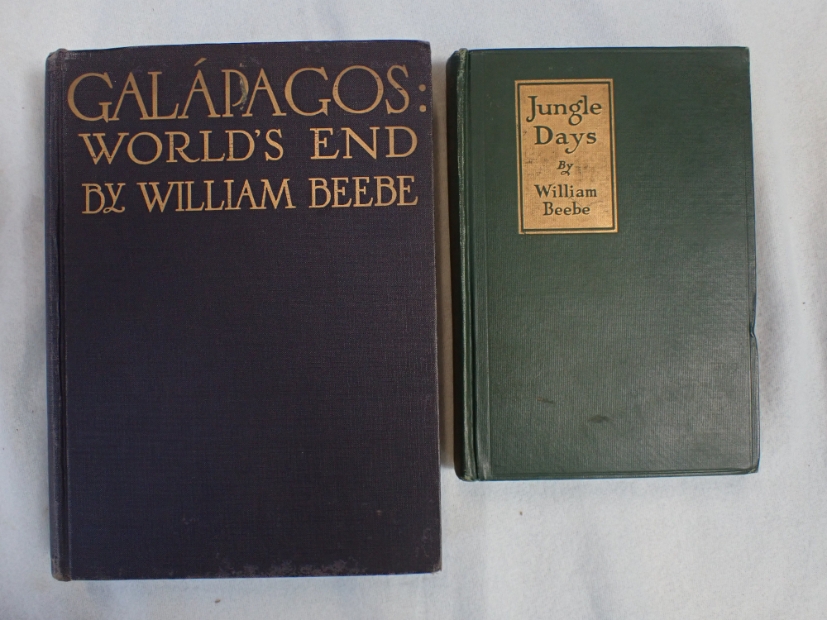 GALÁPAGOS:
WORLD'S END
BY WILLIAM BEEBE
Jungle
Days
By
William
Beebe